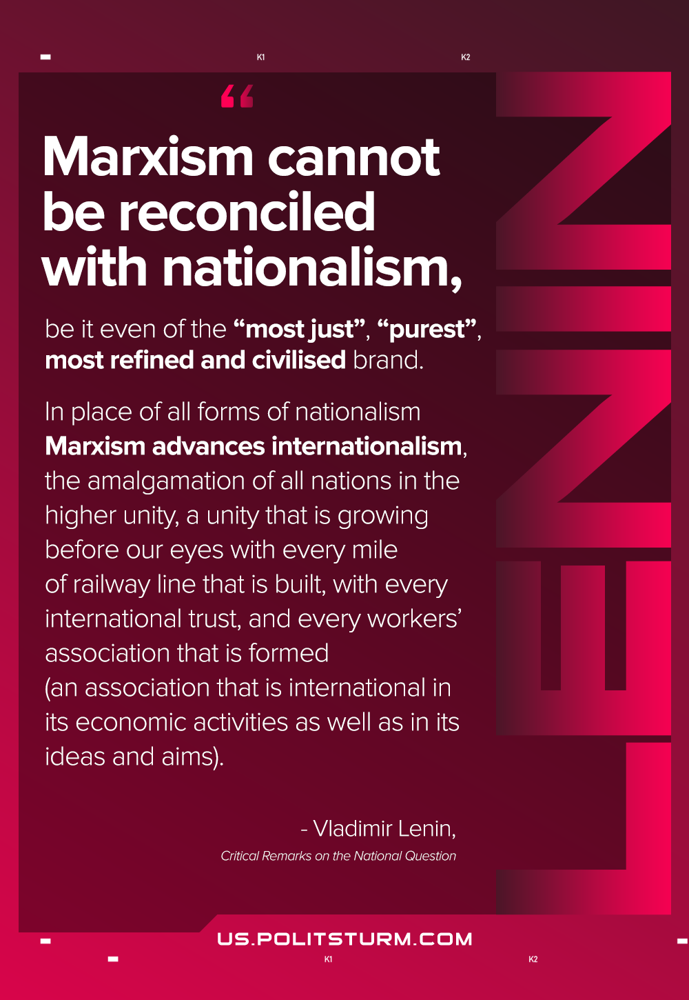 K1
K2
“
Marxism cannot
be reconciled
with nationalism,
be it even of the “most just”, “purest”,
most refined and civilised brand.
In place of all forms of nationalism
Marxism advances internationalism,
the amalgamation of all nations in the
higher unity, a unity that is growing
before our eyes with every mile
of railway line that is built, with every
international trust, and every workers’
association that is formed
(an association that is international in
its economic activities as well as in its
ideas and aims).
- Vladimir Lenin,
Critical Remarks on the National Question
LENIN
US.POLITSTURM.COM
K1
K2